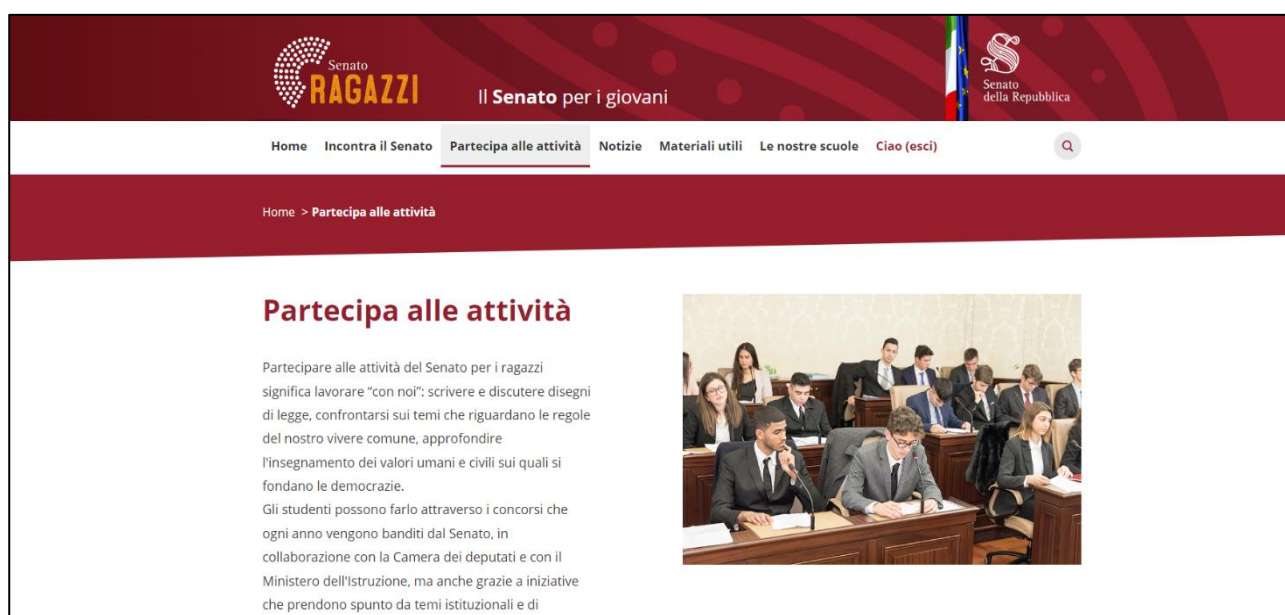 Senato
RAGAZZI
Il Senato per i giovani
Senato
della Repubblica
Home Incontra il Senato Partecipa alle attività Notizie Materiali utili Le nostre scuole Ciao (esci)
Home > Partecipa alle attività
Partecipa alle attività
Partecipare alle attività del Senato per i ragazzi
significa lavorare “con noi”; scrivere e discutere disegni
di legge, confrontarsi sui temi che riguardano le regole
del nostro vivere comune, approfondire
l'insegnamento dei valori umani e civili sui quali si
fondano le democrazie.
Gli studenti possono farlo attraverso i concorsi che
ogni anno vengono banditi dal Senato, in
collaborazione con la Camera dei deputati e con il
Ministero dell'Istruzione, ma anche grazie a iniziative
che prendono spunto da temi istituzionali e di